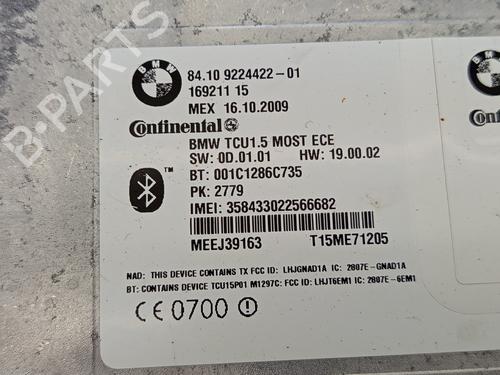 BMW
84.10 9224422-01
169211 15
MEX 16.10.2009
Continental
BMW TCU1.5 MOST ECE
SW: 0D.01.01 HW: 19.00.02
BT: 001C1286C735
PK: 2779
IMEI: 358433022566682
MEEJ39163 T15ME71205
NAD: THIS DEVICE CONTAINS TX FCC ID: LHJGNAD1A IC: 2807E-GNAD1A
BT: CONTAINS DEVICE TCU15P01 M1297C: FCC ID: LHJT6EM1 IC: 2807E-6EM1
CE 0700